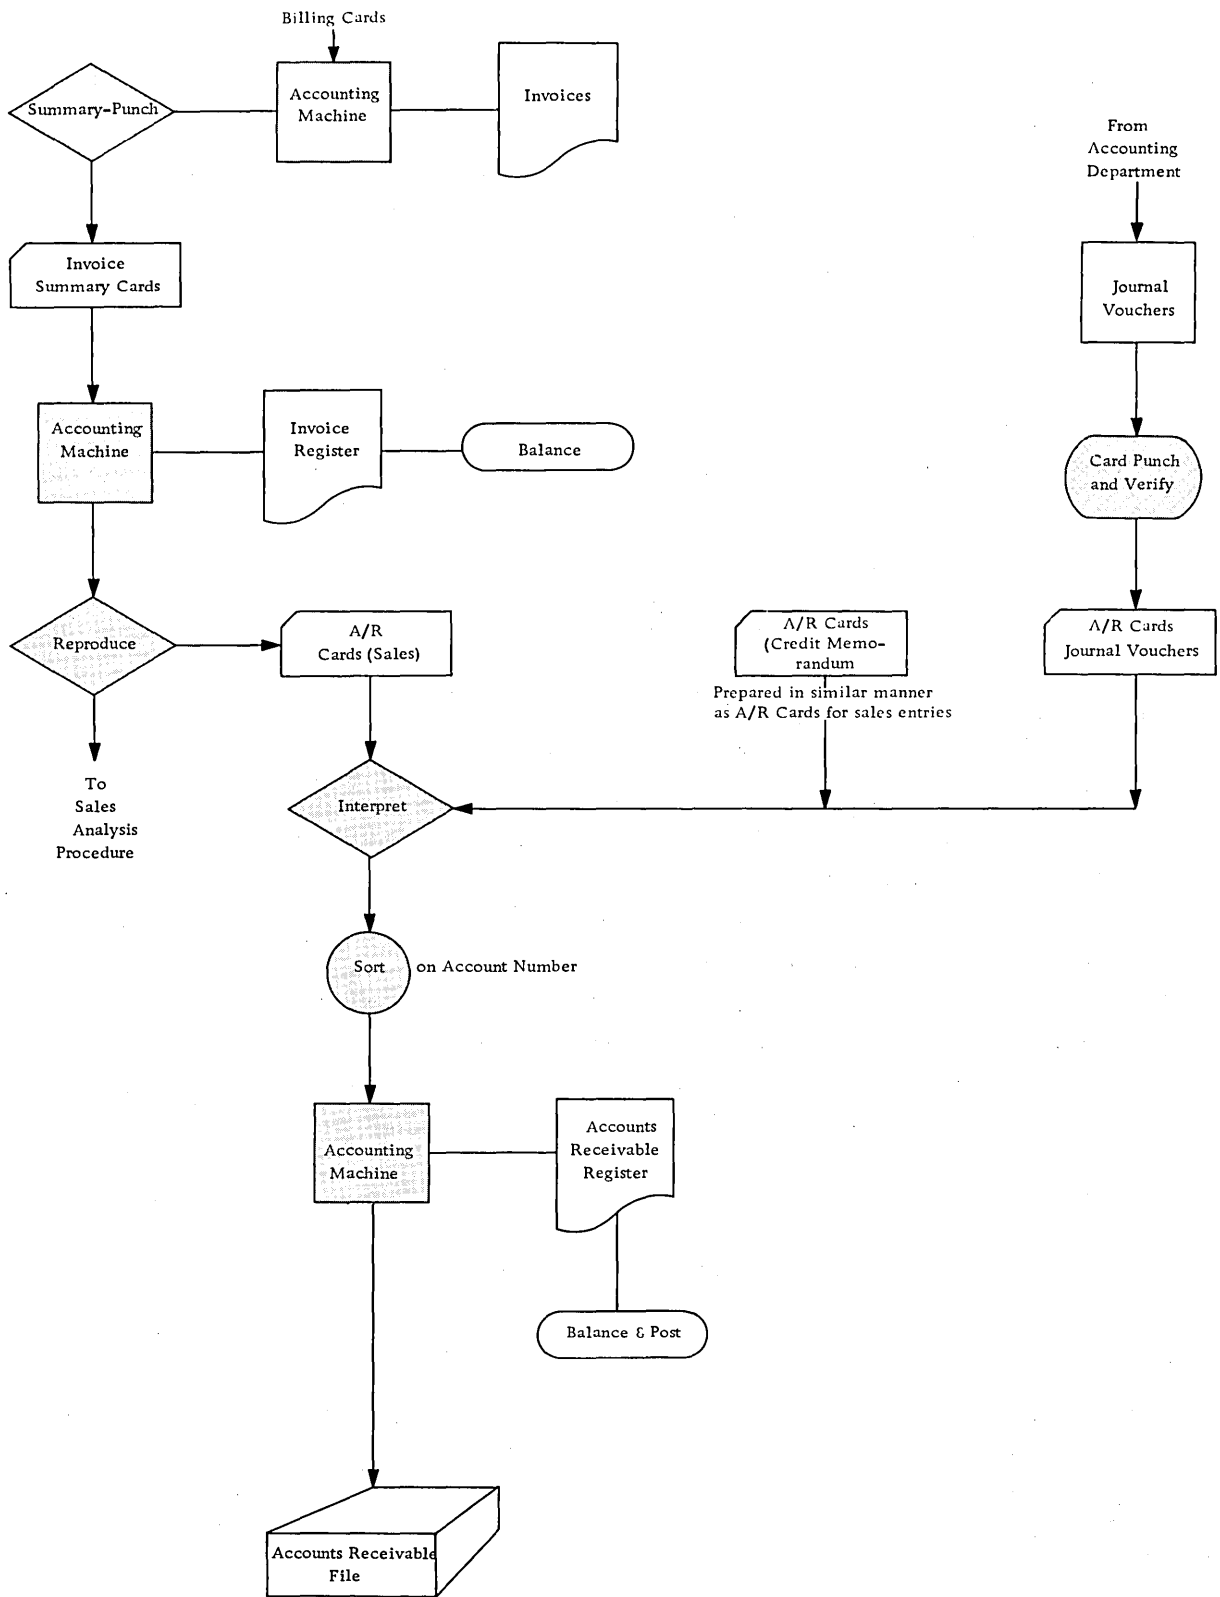 Billing Cards
Summary-Punch
Accounting
Machine
Invoices
From
Accounting
Department
Invoice
Summary Cards
Journal
Vouchers
Accounting
Machine
Invoice
Register
Balance
Card Punch
and Verify
Reproduce
A/R
Cards (Sales)
A/R Cards
(Credit Memo-
randum
A/R Cards
Journal Vouchers
Prepared in similar manner
as A/R Cards for sales entries
To
Sales
Analysis
Procedure
Interpret
Sort
on Account Number
Accounting
Machine
Accounts
Receivable
Register
Balance & Post
Accounts Receivable
File